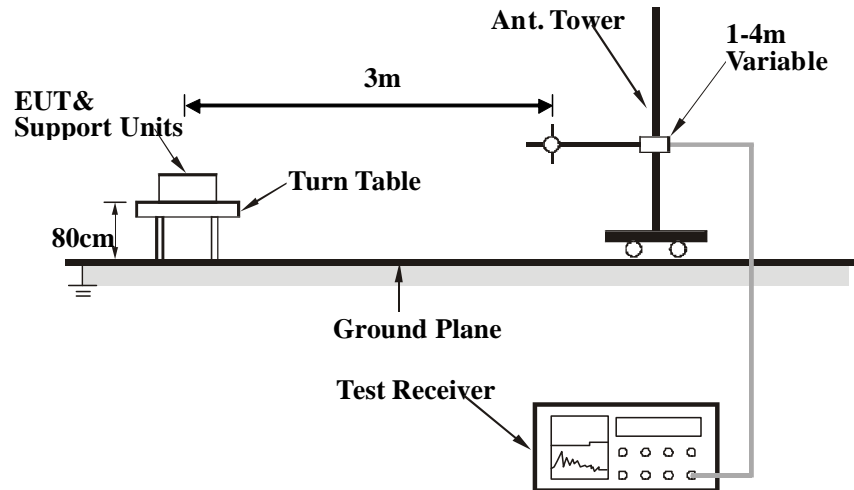 Ant. Tower
1-4m
Variable
3m
EUT&
Support Units
Turn Table
80cm
Ground Plane
Test Receiver